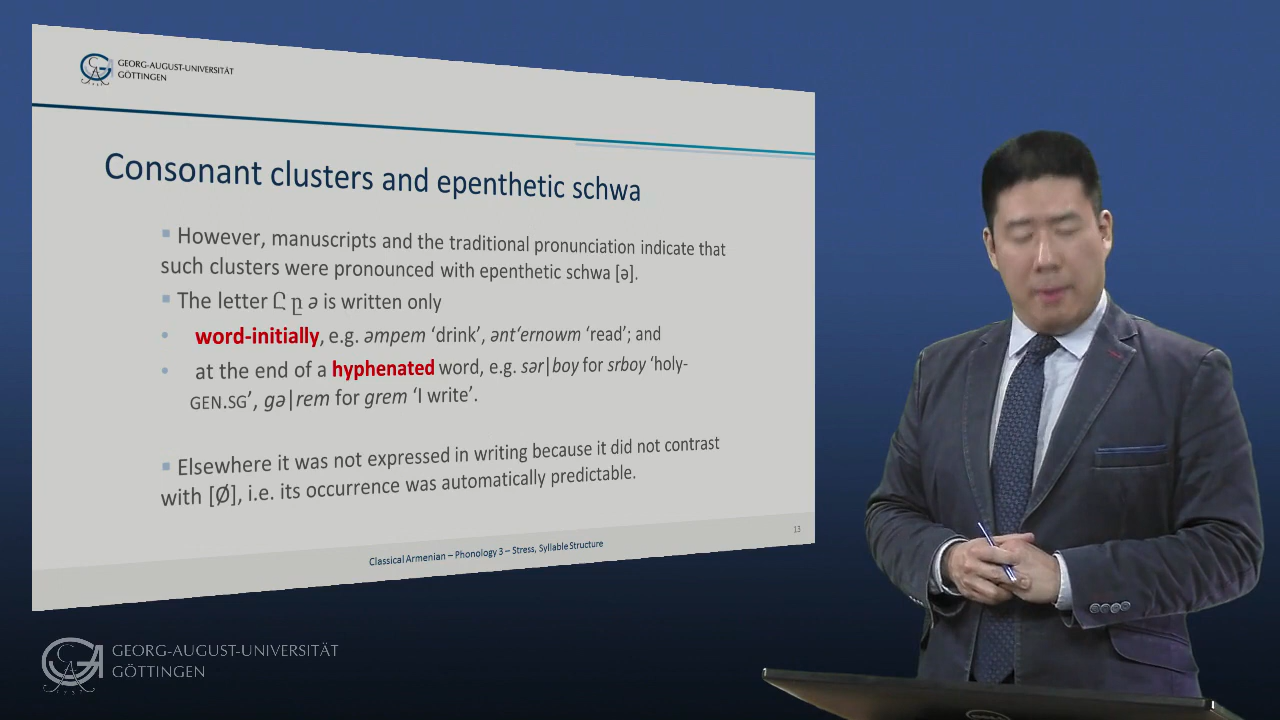 GEORG-AUGUST-UNIVERSITÄT
GÖTTINGEN
Consonant clusters and epenthetic schwa
▪ However, manuscripts and the traditional pronunciation indicate that
such clusters were pronounced with epenthetic schwa [ə].
▪ The letter Ը ը ə is written only
• word-initially, e.g. əmpem ‘drink’, ənt‘ernowm ‘read’; and
• at the end of a hyphenated word, e.g. sər|boy for srboy ‘holy-
GEN.SG’, gə|rem for grem ‘I write’.
▪ Elsewhere it was not expressed in writing because it did not contrast
with [Ø], i.e. its occurrence was automatically predictable.
13
Classical Armenian – Phonology 3 – Stress, Syllable Structure
GEORG-AUGUST-UNIVERSITÄT
GÖTTINGEN